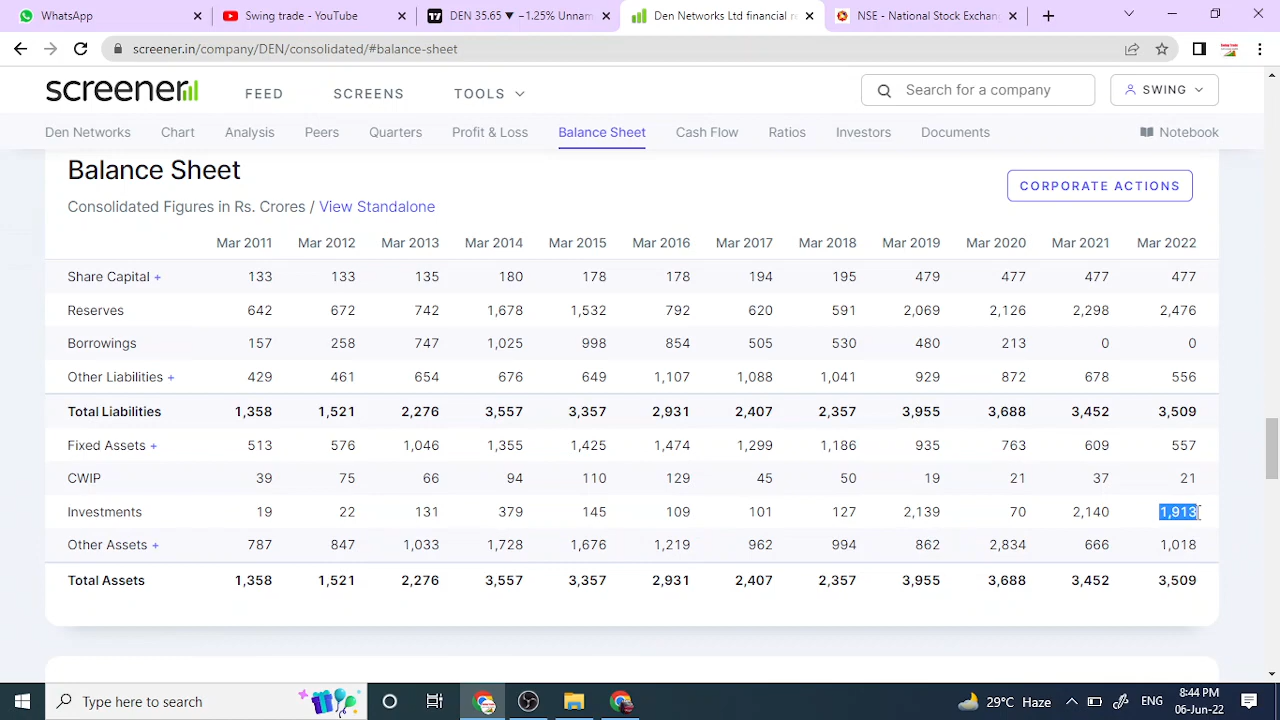 WhatsApp
YouTube
DEN 35.65 ▼ −1.25% Unnam
Den Networks Ltd financial re
NSE - National Stock Exchang
screener.in/company/DEN/consolidated/#balance-sheet
screener
FEED
SCREENS
TOOLS
Search for a company
SWING
Den Networks Chart Analysis Peers Quarters Profit & Loss Balance Sheet Cash Flow Ratios Investors Documents Notebook
Balance Sheet
CORPORATE ACTIONS
Consolidated Figures in Rs. Crores / View Standalone
Mar 2011 Mar 2012 Mar 2013 Mar 2014 Mar 2015 Mar 2016 Mar 2017 Mar 2018 Mar 2019 Mar 2020 Mar 2021 Mar 2022
Share Capital + 133 133 135 180 178 178 194 195 479 477 477 477
Reserves 642 672 742 1,678 1,532 792 620 591 2,069 2,126 2,298 2,476
Borrowings 157 258 747 1,025 998 854 505 530 480 213 0 0
Other Liabilities + 429 461 654 676 649 1,107 1,088 1,041 929 872 678 556
Total Liabilities 1,358 1,521 2,276 3,557 3,357 2,931 2,407 2,357 3,955 3,688 3,452 3,509
Fixed Assets + 513 576 1,046 1,355 1,425 1,474 1,299 1,186 935 763 609 557
CWIP 39 75 66 94 110 129 45 50 19 21 37 21
Investments 19 22 131 379 145 109 101 127 2,139 70 2,140 1,913
Other Assets + 787 847 1,033 1,728 1,676 1,219 962 994 862 2,834 666 1,018
Total Assets 1,358 1,521 2,276 3,557 3,357 2,931 2,407 2,357 3,955 3,688 3,452 3,509
Type here to search
29°C Haze
ENG
8:44 PM
06-Jun-22